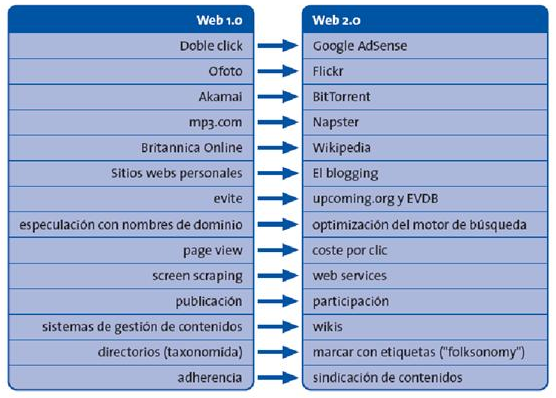 Web 1.0 Web 2.0
Doble click Google AdSense
Ofoto Flickr
Akamai BitTorrent
mp3.com Napster
Britannica Online Wikipedia
Sitios webs personales El blogging
evite upcoming.org y EVDB
especulación con nombres de dominio optimización del motor de búsqueda
page view coste por clic
screen scraping web services
publicación participación
sistemas de gestión de contenidos wikis
directorios (taxonomída) marcar con etiquetas ("folksonomy")
adherencia sindicación de contenidos